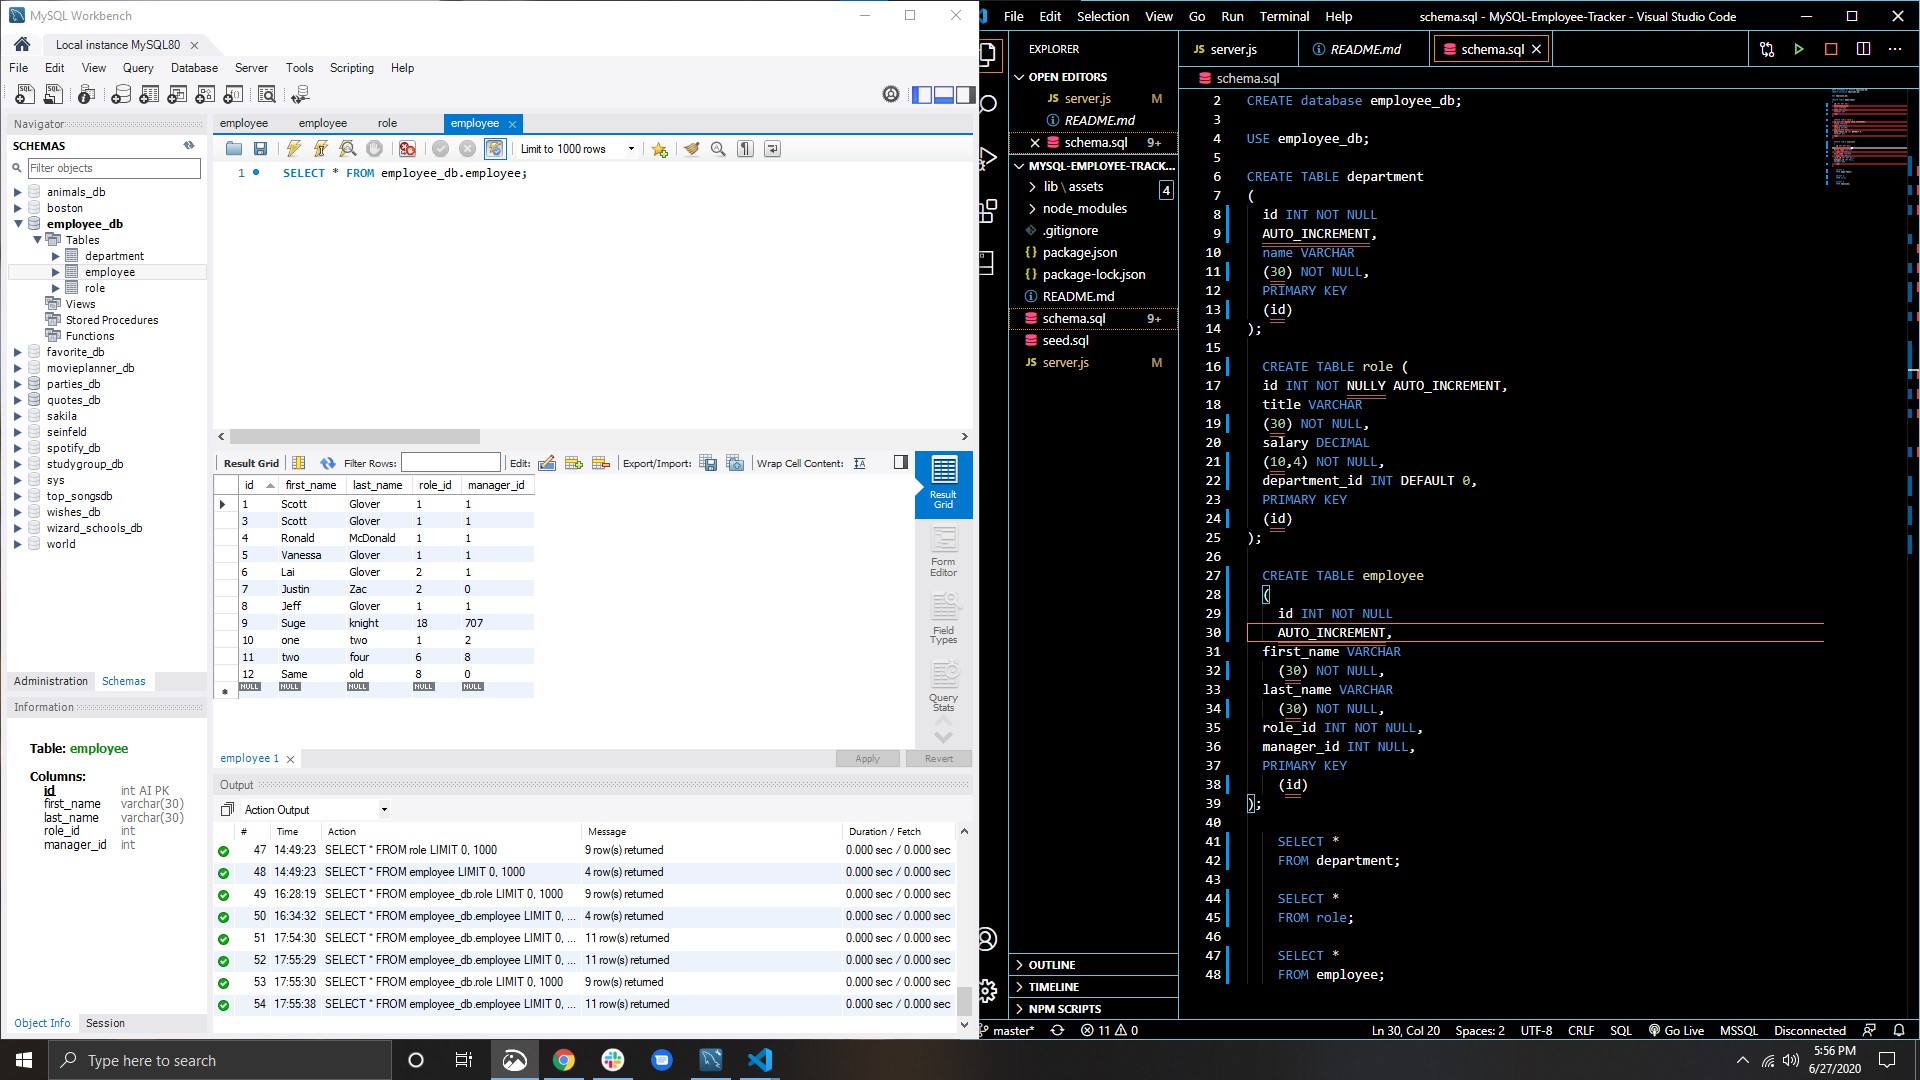 MySQL Workbench
Local instance MySQL80
File Edit View Query Database Server Tools Scripting Help
Navigator
SCHEMAS
Filter objects
animals_db
boston
employee_db
Tables
department
employee
role
Views
Stored Procedures
Functions
favorite_db
movieplanner_db
parties_db
quotes_db
sakila
seinfeld
spotify_db
studygroup_db
sys
top_songsdb
wishes_db
wizard_schools_db
world
Administration Schemas
Information
Table: employee
Columns:
id int AI PK
first_name varchar(30)
last_name varchar(30)
role_id int
manager_id int
Object Info Session
employee employee role employee
Limit to 1000 rows
1 SELECT * FROM employee_db.employee;
Result Grid Filter Rows: Edit: Export/Import: Wrap Cell Content:
id first_name last_name role_id manager_id
1 Scott Glover 1 1
3 Scott Glover 1 1
4 Ronald McDonald 1 1
5 Vanessa Glover 1 1
6 Lai Glover 2 1
7 Justin Zac 2 0
8 Jeff Glover 1 1
9 Suge knight 18 707
10 one two 1 2
11 two four 6 8
12 Same old 8 0
NULL NULL NULL NULL NULL
Result
Grid
Form
Editor
Field
Types
Query
Stats
employee 1 Apply Revert
Output
Action Output
# Time Action Message Duration / Fetch
47 14:49:23 SELECT * FROM role LIMIT 0, 1000 9 row(s) returned 0.000 sec / 0.000 sec
48 14:49:23 SELECT * FROM employee LIMIT 0, 1000 4 row(s) returned 0.000 sec / 0.000 sec
49 16:28:19 SELECT * FROM employee_db.role LIMIT 0, 1000 9 row(s) returned 0.000 sec / 0.000 sec
50 16:34:32 SELECT * FROM employee_db.employee LIMIT 0, ... 4 row(s) returned 0.000 sec / 0.000 sec
51 17:54:30 SELECT * FROM employee_db.employee LIMIT 0, ... 11 row(s) returned 0.000 sec / 0.000 sec
52 17:55:29 SELECT * FROM employee_db.employee LIMIT 0, ... 11 row(s) returned 0.000 sec / 0.000 sec
53 17:55:30 SELECT * FROM employee_db.role LIMIT 0, 1000 9 row(s) returned 0.000 sec / 0.000 sec
54 17:55:38 SELECT * FROM employee_db.employee LIMIT 0, ... 11 row(s) returned 0.000 sec / 0.000 sec
File Edit Selection View Go Run Terminal Help schema.sql - MySQL-Employee-Tracker - Visual Studio Code
EXPLORER
OPEN EDITORS
JS server.js M
README.md
schema.sql 9+
MYSQL-EMPLOYEE-TRACK...
lib \ assets
4
node_modules
.gitignore
{} package.json
{} package-lock.json
README.md
schema.sql 9+
seed.sql
JS server.js M
OUTLINE
TIMELINE
NPM SCRIPTS
JS server.js README.md schema.sql
schema.sql
2 CREATE database employee_db;
3
4 USE employee_db;
5
6 CREATE TABLE department
7 (
8 id INT NOT NULL
9 AUTO_INCREMENT,
10 name VARCHAR
11 (30) NOT NULL,
12 PRIMARY KEY
13 (id)
14 );
15
16 CREATE TABLE role (
17 id INT NOT NULLY AUTO_INCREMENT,
18 title VARCHAR
19 (30) NOT NULL,
20 salary DECIMAL
21 (10,4) NOT NULL,
22 department_id INT DEFAULT 0,
23 PRIMARY KEY
24 (id)
25 );
26
27 CREATE TABLE employee
28 (
29 id INT NOT NULL
30 AUTO_INCREMENT,
31 first_name VARCHAR
32 (30) NOT NULL,
33 last_name VARCHAR
34 (30) NOT NULL,
35 role_id INT NOT NULL,
36 manager_id INT NULL,
37 PRIMARY KEY
38 (id)
39 );
40
41 SELECT *
42 FROM department;
43
44 SELECT *
45 FROM role;
46
47 SELECT *
48 FROM employee;
master* 11 0 Ln 30, Col 20 Spaces: 2 UTF-8 CRLF SQL Go Live MSSQL Disconnected
Type here to search
5:56 PM
6/27/2020